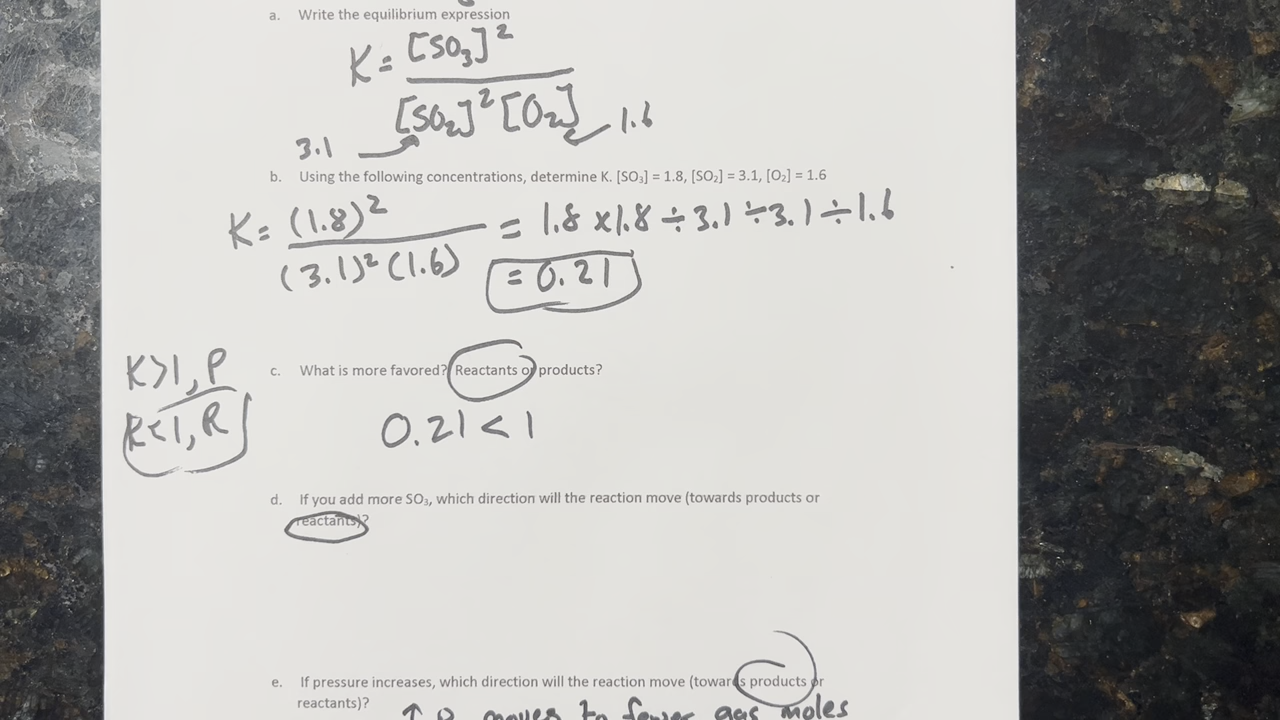 a. Write the equilibrium expression
K = [SO₃]²
[SO₂]² [O₂]
3.1
1.6
b. Using the following concentrations, determine K. [SO₃] = 1.8, [SO₂] = 3.1, [O₂] = 1.6
K = (1.8)² = 1.8 x 1.8 ÷ 3.1 ÷ 3.1 ÷ 1.6
(3.1)² (1.6)
= 0.21
K>1, P
K<1, R
c. What is more favored? Reactants or products?
0.21 < 1
d. If you add more SO₃, which direction will the reaction move (towards products or
reactants)?
e. If pressure increases, which direction will the reaction move (towards products or
reactants)?
↑ P moves to fewer gas moles